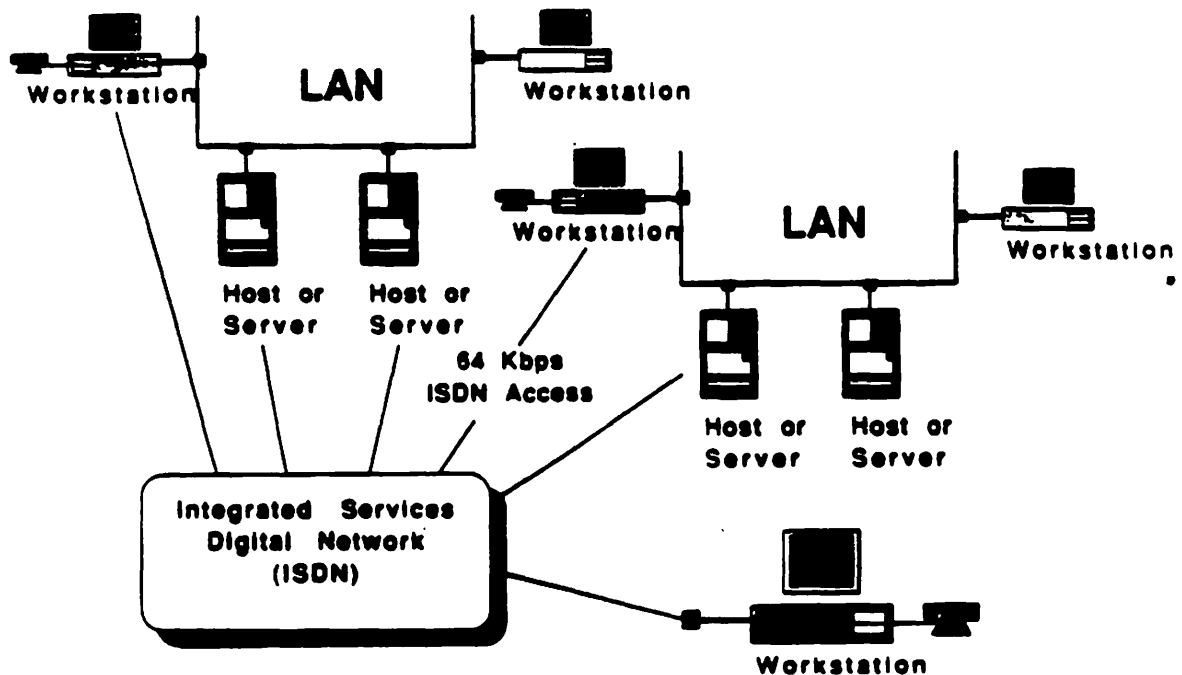 LAN
Workstation
Workstation
Host or
Server
Host or
Server
LAN
Workstation
Workstation
Host or
Server
Host or
Server
64 Kbps
ISDN Access
Integrated Services
Digital Network
(ISDN)
Workstation